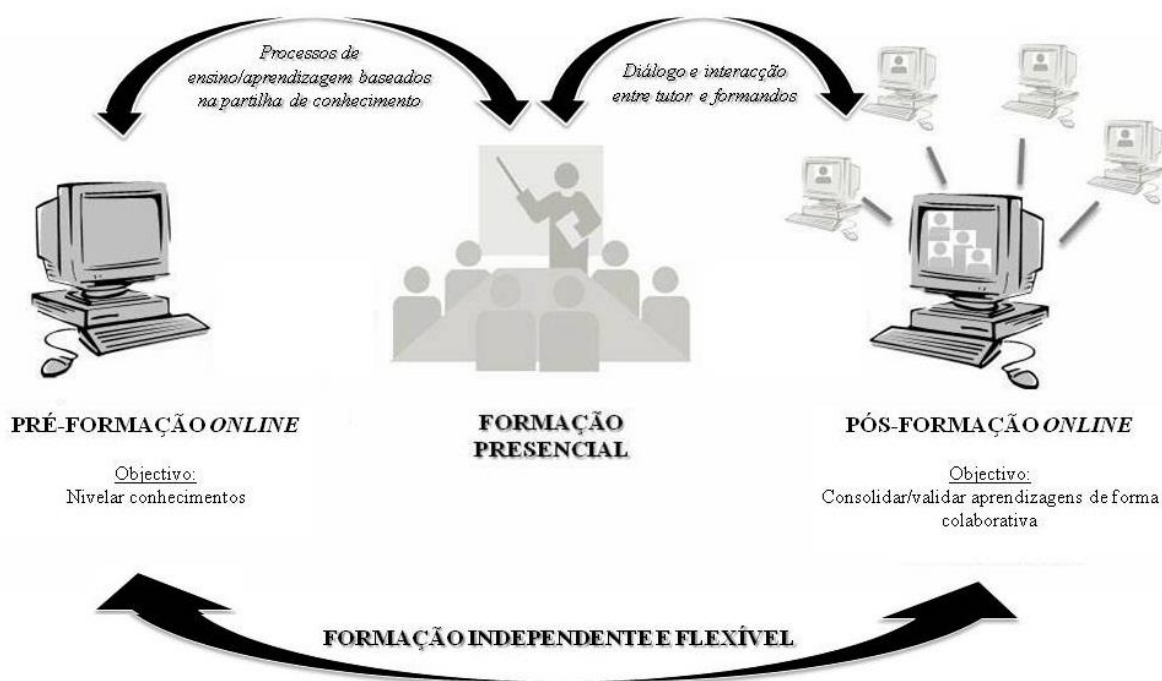 Processos de
ensino/aprendizagem baseados
na partilha de conhecimento
Diálogo e interacção
entre tutor e formandos
PRÉ-FORMAÇÃO ONLINE
Objectivo:
Nivelar conhecimentos
FORMAÇÃO
PRESENCIAL
PÓS-FORMAÇÃO ONLINE
Objectivo:
Consolidar/validar aprendizagens de forma
colaborativa
FORMAÇÃO INDEPENDENTE E FLEXÍVEL